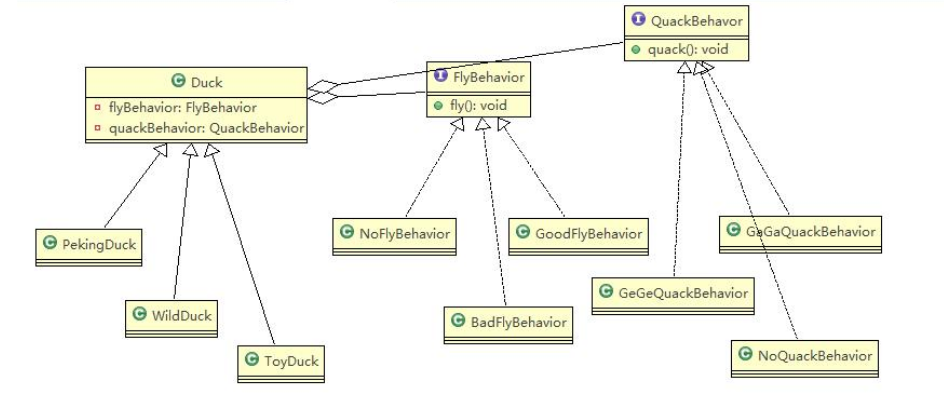 QuackBehavor
quack(): void
FlyBehavior
fly(): void
Duck
flyBehavior: FlyBehavior
quackBehavior: QuackBehavior
PekingDuck
WildDuck
ToyDuck
NoFlyBehavior
GoodFlyBehavior
BadFlyBehavior
GaGaQuackBehavior
GeGeQuackBehavior
NoQuackBehavior